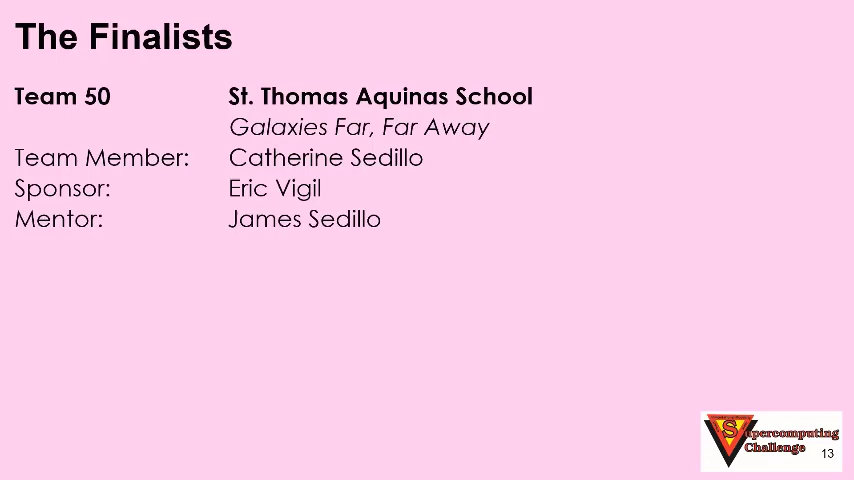 The Finalists
Team 50 St. Thomas Aquinas School
Galaxies Far, Far Away
Team Member: Catherine Sedillo
Sponsor: Eric Vigil
Mentor: James Sedillo
Supercomputing
Challenge
13